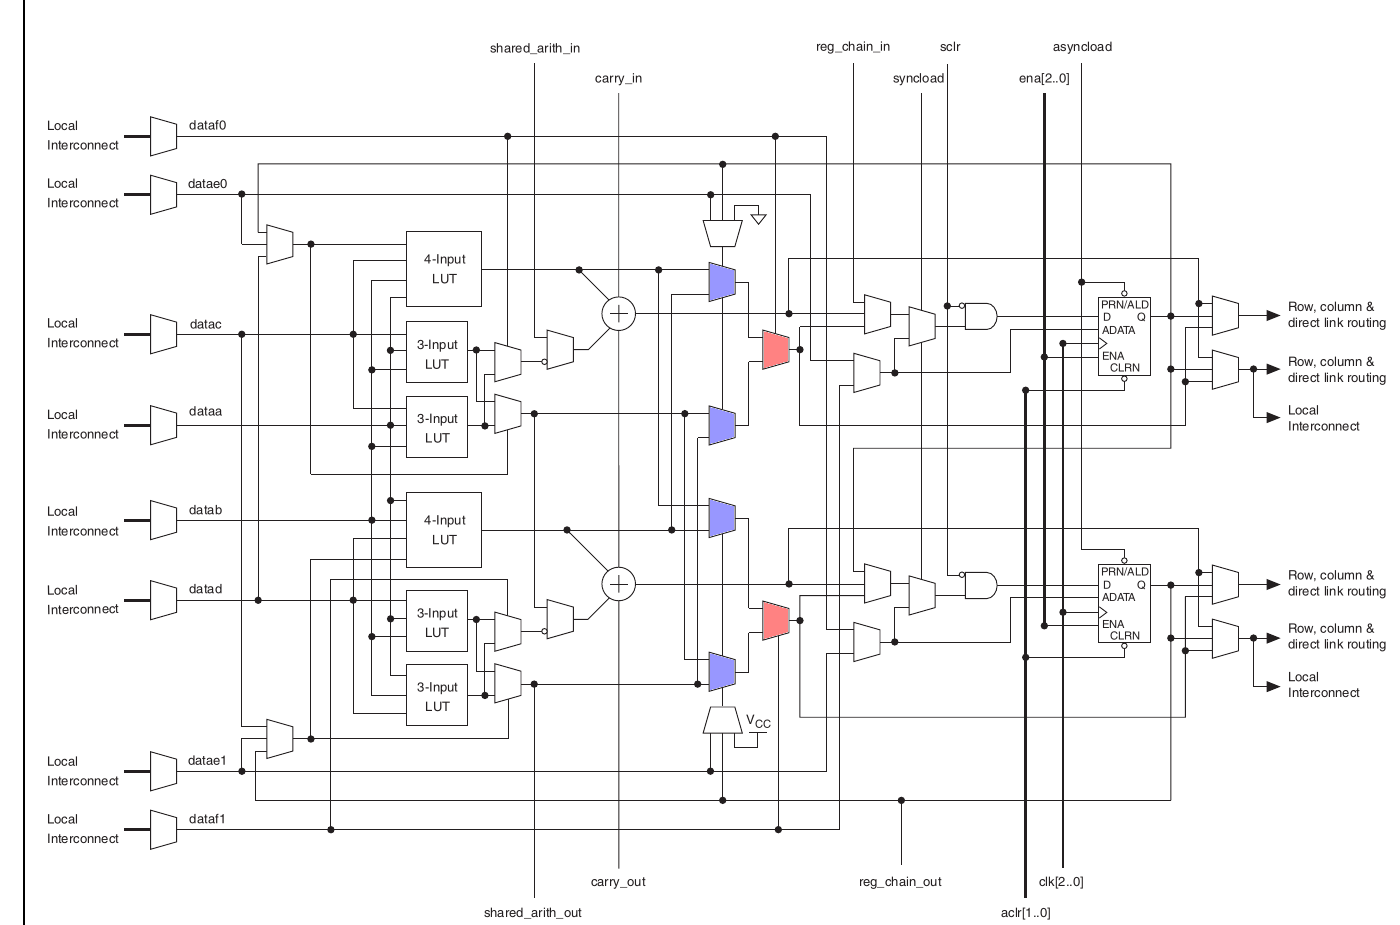 shared_arith_in
reg_chain_in
sclr
asyncload
carry_in
syncload
ena[2..0]
Local
Interconnect
dataf0
Local
Interconnect
datae0
4-Input
LUT
Local
Interconnect
datac
3-Input
LUT
PRN/ALD
D Q
ADATA
ENA
CLRN
Row, column &
direct link routing
Row, column &
direct link routing
Local
Interconnect
Local
Interconnect
dataa
3-Input
LUT
Local
Interconnect
datab
4-Input
LUT
Local
Interconnect
datad
3-Input
LUT
PRN/ALD
D Q
ADATA
ENA
CLRN
Row, column &
direct link routing
Row, column &
direct link routing
Local
Interconnect
3-Input
LUT
VCC
Local
Interconnect
datae1
Local
Interconnect
dataf1
carry_out
reg_chain_out
clk[2..0]
shared_arith_out
aclr[1..0]